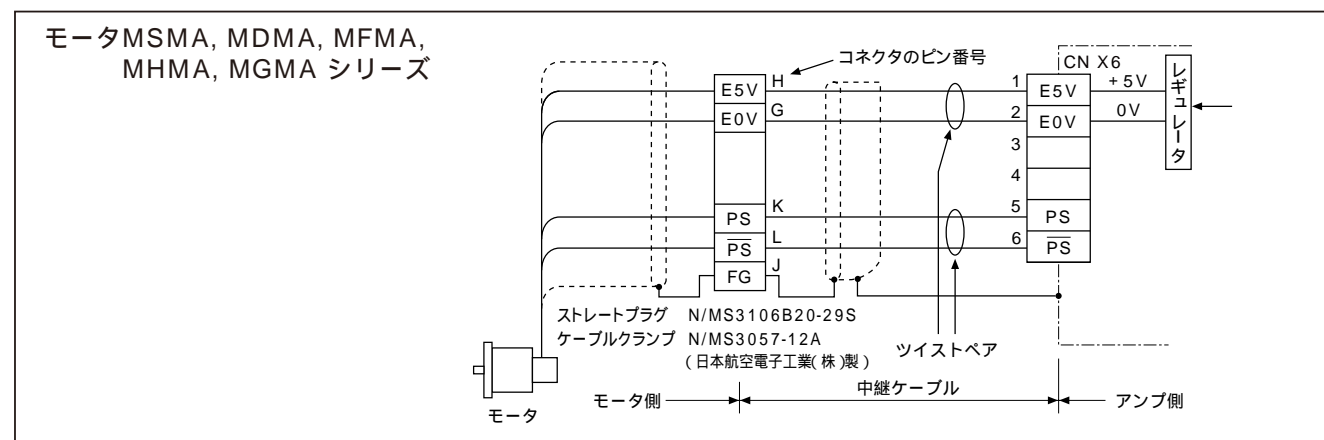 モータMSMA, MDMA, MFMA,
MHMA, MGMA シリーズ
コネクタのピン番号
CN X6
E5V
H
1
E5V
+5V
レギュレータ
E0V
G
2
E0V
0V
3
4
PS
K
5
PS
P̅S̅
L
6
P̅S̅
FG
J
ストレートプラグ N/MS3106B20-29S
ケーブルクランプ N/MS3057-12A
(日本航空電子工業(株)製)
ツイストペア
モータ
モータ側
中継ケーブル
アンプ側